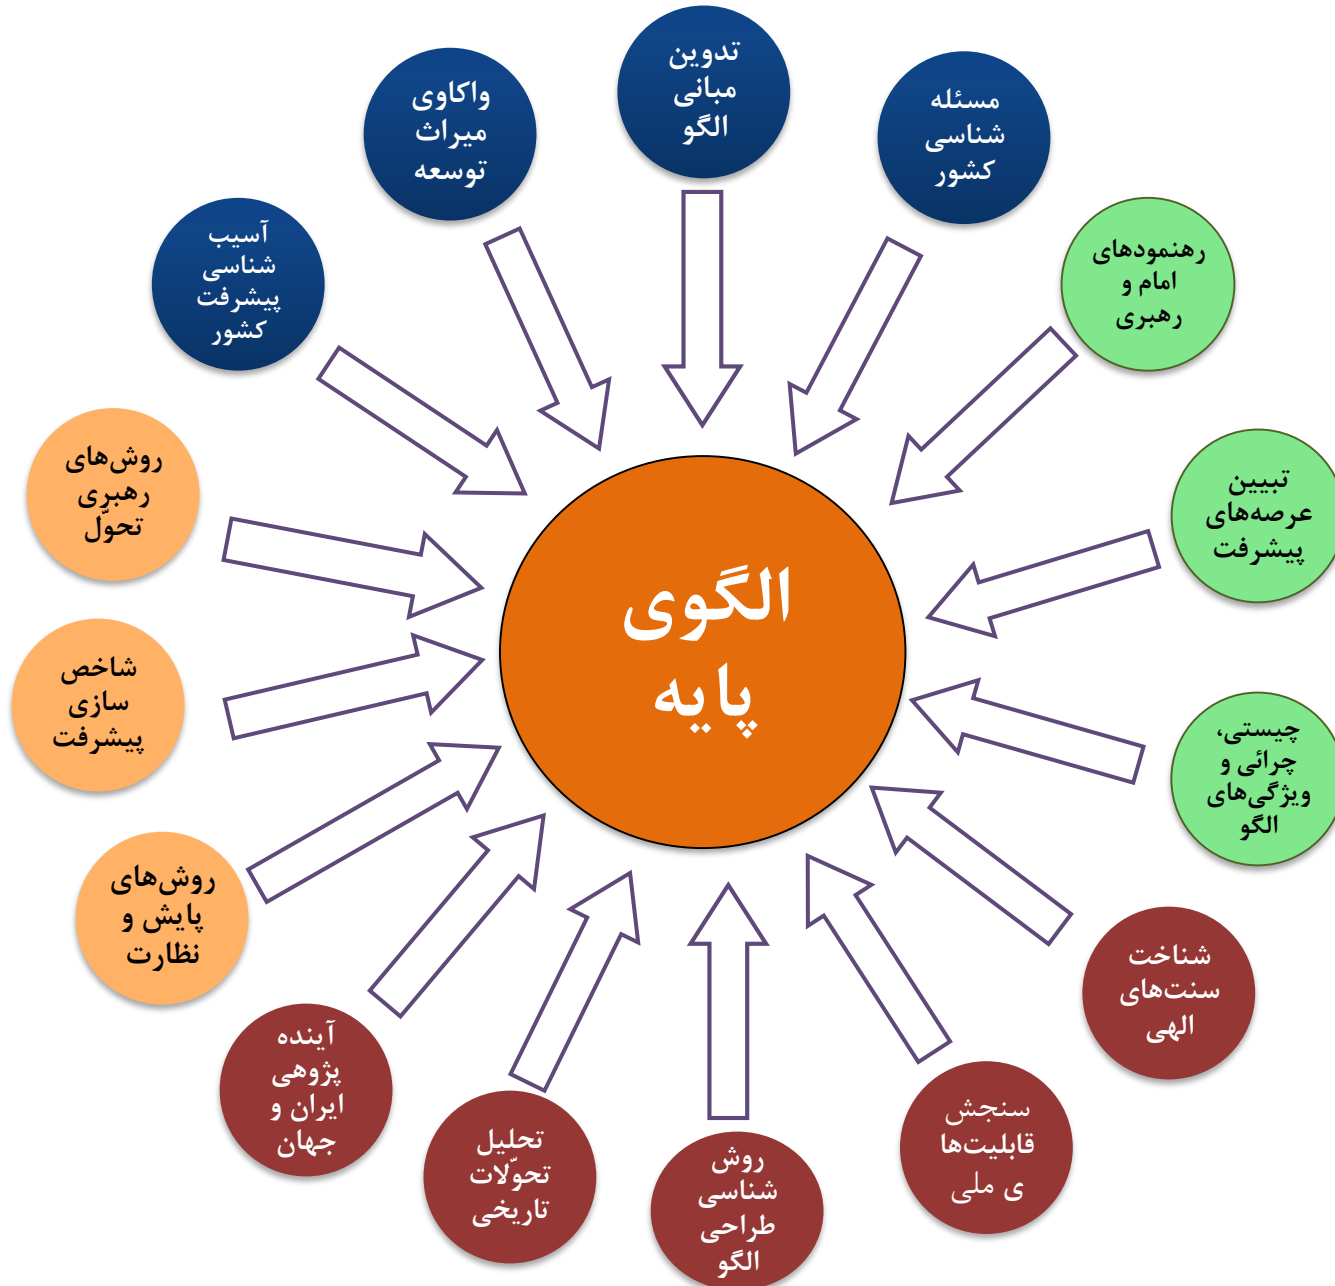 تدوین
مبانی
الگو
مسئله
شناسی
کشور
رهنمودهای
امام و
رهبری
تبیین
عرصه‌های
پیشرفت
چیستی،
چرائی و
ویژگی‌های
الگو
شناخت
سنت‌های
الهی
سنجش
قابلیت‌ها
ی ملی
روش
شناسی
طراحی
الگو
تحلیل
تحوّلات
تاریخی
آینده
پژوهی
ایران و
جهان
روش‌های
پایش و
نظارت
شاخص
سازی
پیشرفت
روش‌های
رهبری
تحوّل
آسیب
شناسی
پیشرفت
کشور
واکاوی
میراث
توسعه
الگوی
پایه